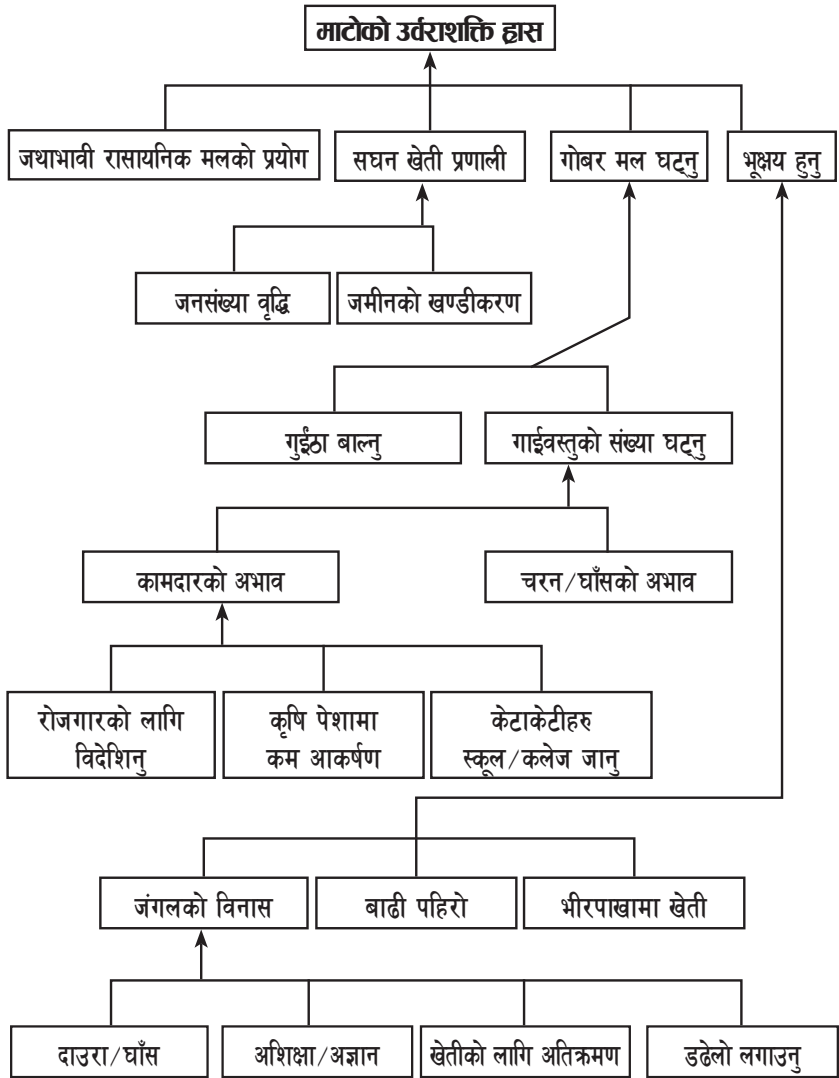 माटोको उर्वराशक्ति ह्रास
जथाभावी रासायनिक मलको प्रयोग
सघन खेती प्रणाली
गोबर मल घट्नु
भूक्षय हुनु
जनसंख्या वृद्धि
जमीनको खण्डीकरण
गुईंठा बाल्नु
गाईवस्तुको संख्या घट्नु
कामदारको अभाव
चरन/घाँसको अभाव
रोजगारको लागि
विदेशिनु
कृषि पेशामा
कम आकर्षण
केटाकेटीहरु
स्कूल/कलेज जानु
जंगलको विनास
बाढी पहिरो
भीरपाखामा खेती
दाउरा/घाँस
अशिक्षा/अज्ञान
खेतीको लागि अतिक्रमण
डढेलो लगाउनु